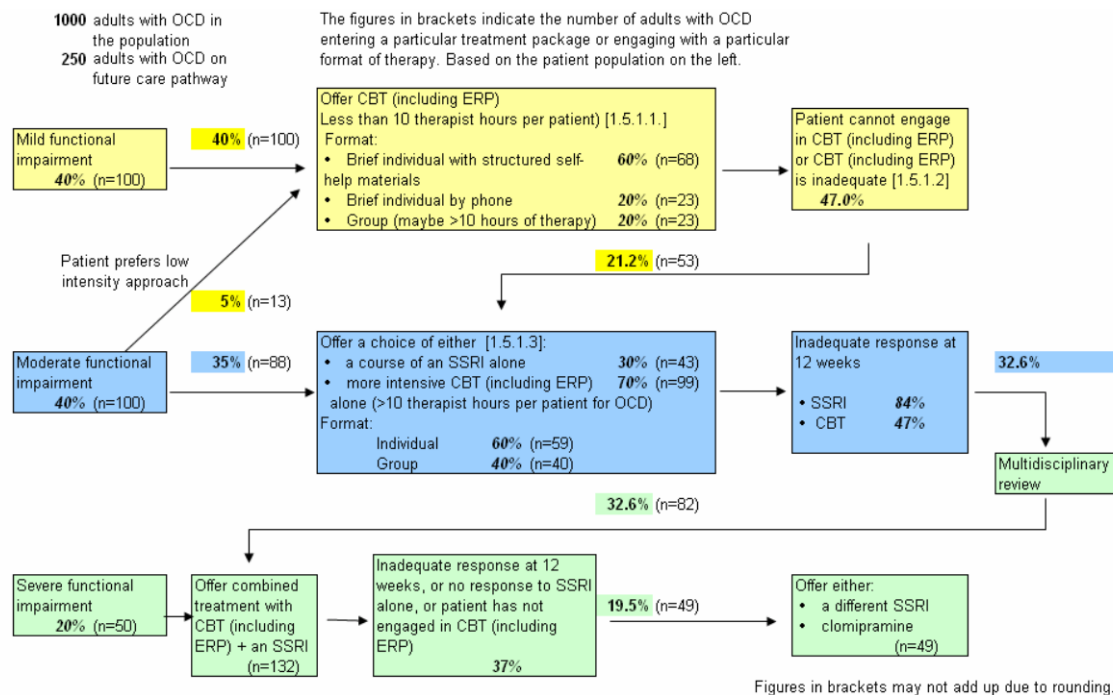 1000 adults with OCD in
the population
250 adults with OCD on
future care pathway
The figures in brackets indicate the number of adults with OCD
entering a particular treatment package or engaging with a particular
format of therapy. Based on the patient population on the left.
Mild functional
impairment
40% (n=100)
40% (n=100)
Offer CBT (including ERP)
Less than 10 therapist hours per patient) [1.5.1.1.]
Format:
• Brief individual with structured self- 60% (n=68)
help materials
• Brief individual by phone 20% (n=23)
• Group (maybe >10 hours of therapy) 20% (n=23)
Patient cannot engage
in CBT (including ERP)
or CBT (including ERP)
is inadequate [1.5.1.2]
47.0%
Patient prefers low
intensity approach
5% (n=13)
21.2% (n=53)
Moderate functional
impairment
40% (n=100)
35% (n=88)
Offer a choice of either [1.5.1.3]:
• a course of an SSRI alone 30% (n=43)
• more intensive CBT (including ERP) 70% (n=99)
alone (>10 therapist hours per patient for OCD)
Format:
Individual 60% (n=59)
Group 40% (n=40)
Inadequate response at
12 weeks
• SSRI 84%
• CBT 47%
32.6%
Multidisciplinary
review
32.6% (n=82)
Severe functional
impairment
20% (n=50)
Offer combined
treatment with
CBT (including
ERP) + an SSRI
(n=132)
Inadequate response at 12
weeks, or no response to SSRI
alone, or patient has not
engaged in CBT (including
ERP)
37%
19.5% (n=49)
Offer either:
• a different SSRI
• clomipramine
(n=49)
Figures in brackets may not add up due to rounding.